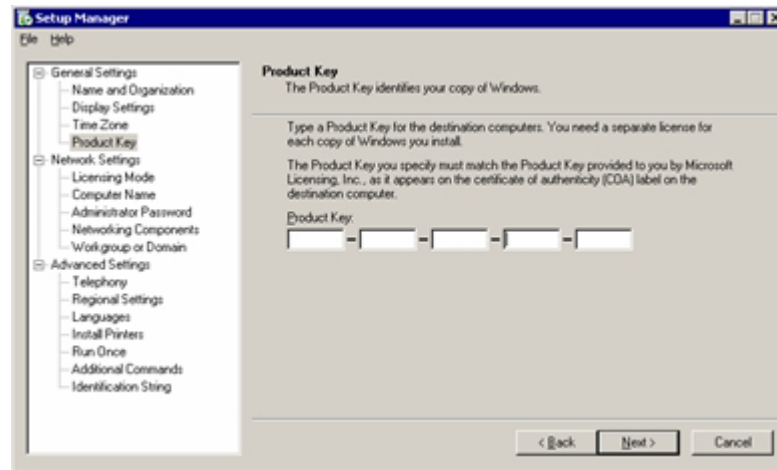 Setup Manager
File Help
General Settings
Name and Organization
Display Settings
Time Zone
Product Key
Network Settings
Licensing Mode
Computer Name
Administrator Password
Networking Components
Workgroup or Domain
Advanced Settings
Telephony
Regional Settings
Languages
Install Printers
Run Once
Additional Commands
Identification String
Product Key
The Product Key identifies your copy of Windows.
Type a Product Key for the destination computers. You need a separate license for
each copy of Windows you install.
The Product Key you specify must match the Product Key provided to you by Microsoft
Licensing, Inc., as it appears on the certificate of authenticity (COA) label on the
destination computer.
Product Key:
< Back Next > Cancel